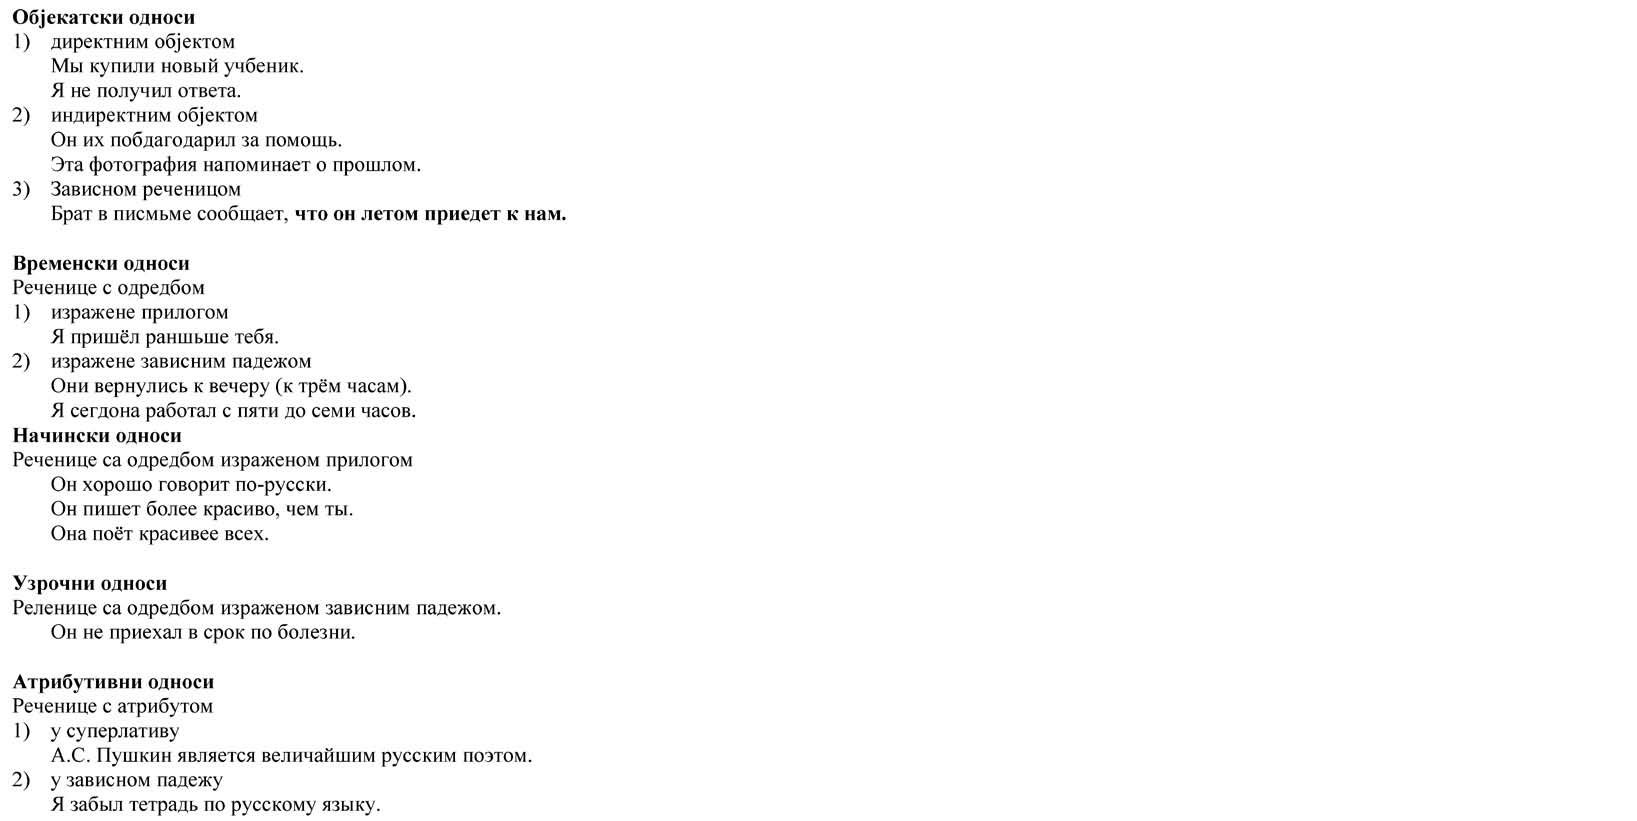 Објекатски односи
1) директним објектом
Мы купили новый учбеник.
Я не получил ответа.
2) индиректним објектом
Он их побдагодарил за помощь.
Эта фотография напоминает о прошлом.
3) Зависном реченицом
Брат в писмьме сообщает, что он летом приедет к нам.
Временски односи
Реченице с одредбом
1) изражене прилогом
Я пришёл раншьше тебя.
2) изражене зависним падежом
Они вернулись к вечеру (к трём часам).
Я сегдона работал с пяти до семи часов.
Начински односи
Реченице са одредбом израженом прилогом
Он хорошо говорит по-русски.
Он пишет более красиво, чем ты.
Она поёт красивее всех.
Узрочни односи
Реленице са одредбом израженом зависним падежом.
Он не приехал в срок по болезни.
Атрибутивни односи
Реченице с атрибутом
1) у суперлативу
А.С. Пушкин является величайшим русским поэтом.
2) у зависном падежу
Я забыл тетрадь по русскому языку.